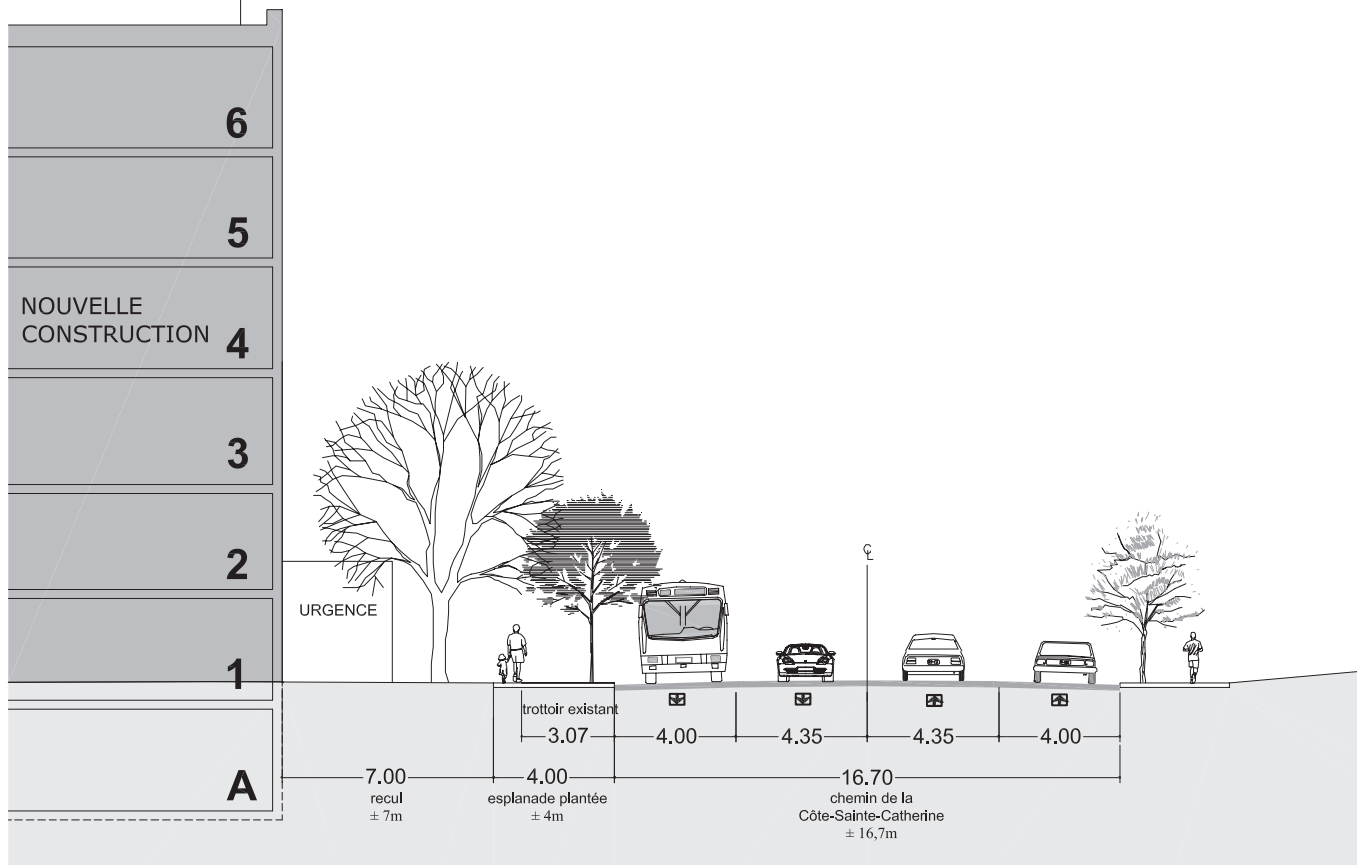 6
5
NOUVELLE
CONSTRUCTION
4
3
2
URGENCE
1
A
℄
trottoir existant
3.07
4.00
4.35
4.35
4.00
7.00
recul
± 7m
4.00
esplanade plantée
± 4m
16.70
chemin de la
Côte-Sainte-Catherine
± 16,7m